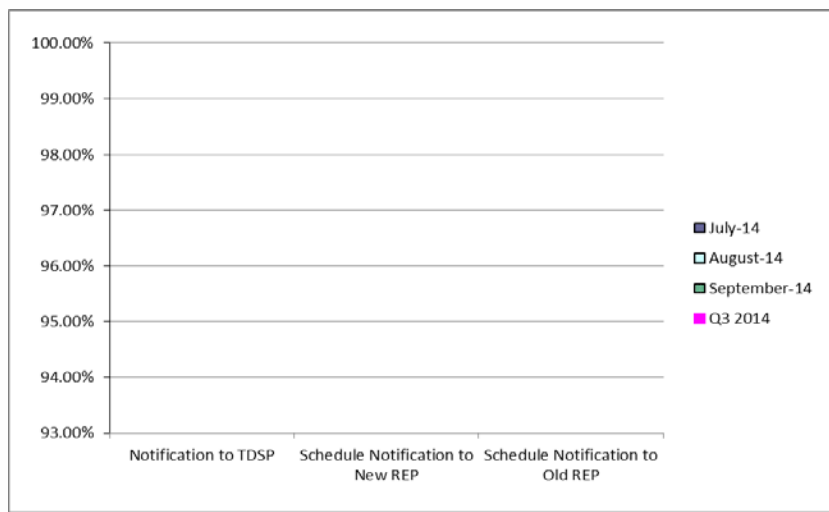 100.00%
99.00%
98.00%
97.00%
96.00%
95.00%
94.00%
93.00%
Notification to TDSP
Schedule Notification to
New REP
Schedule Notification to
Old REP
July-14
August-14
September-14
Q3 2014